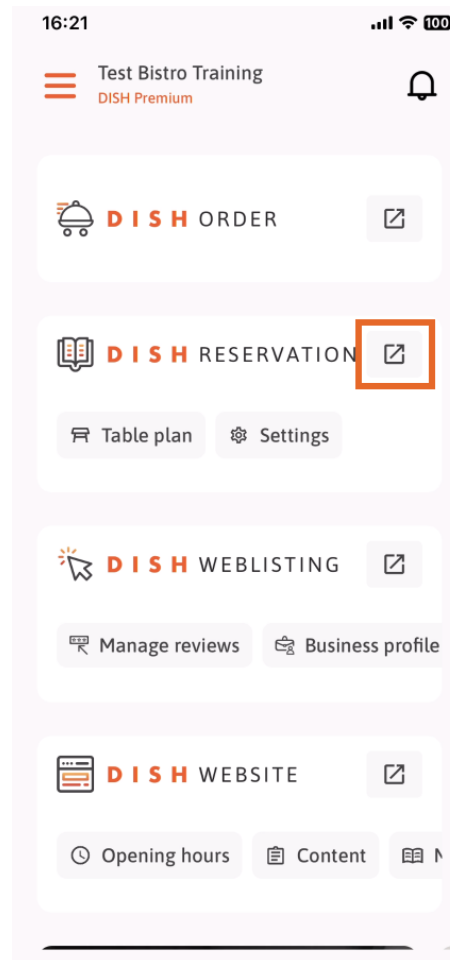 16:21
100
Test Bistro Training
DISH Premium
DISH ORDER
DISH RESERVATION
Table plan
Settings
DISH WEBLISTING
Manage reviews
Business profile
DISH WEBSITE
Opening hours
Content